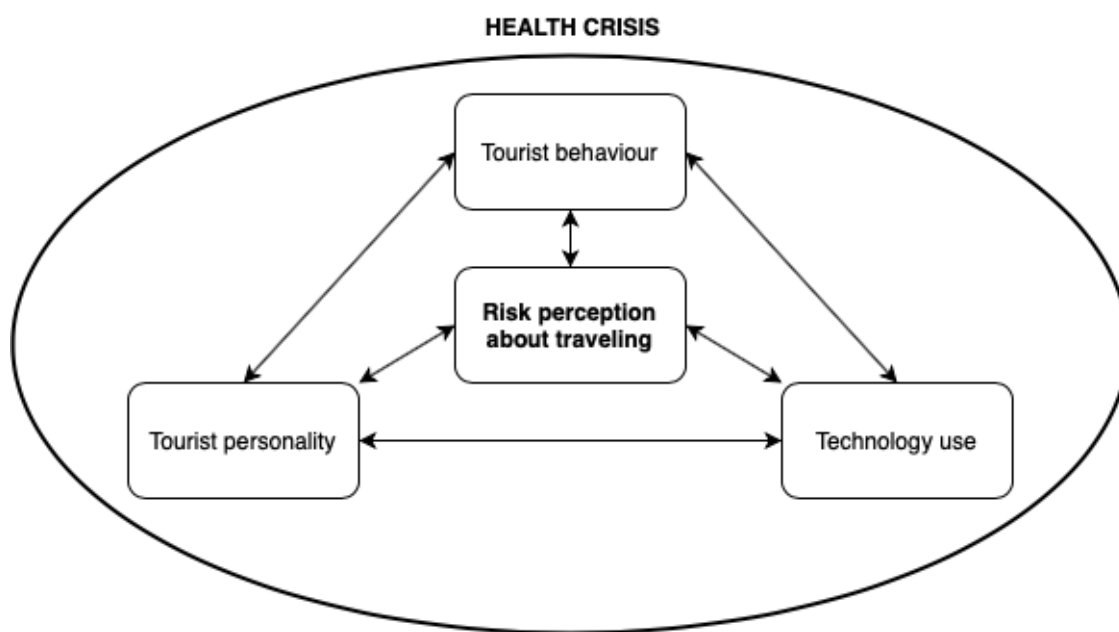 HEALTH CRISIS
Tourist behaviour
Risk perception
about traveling
Tourist personality
Technology use